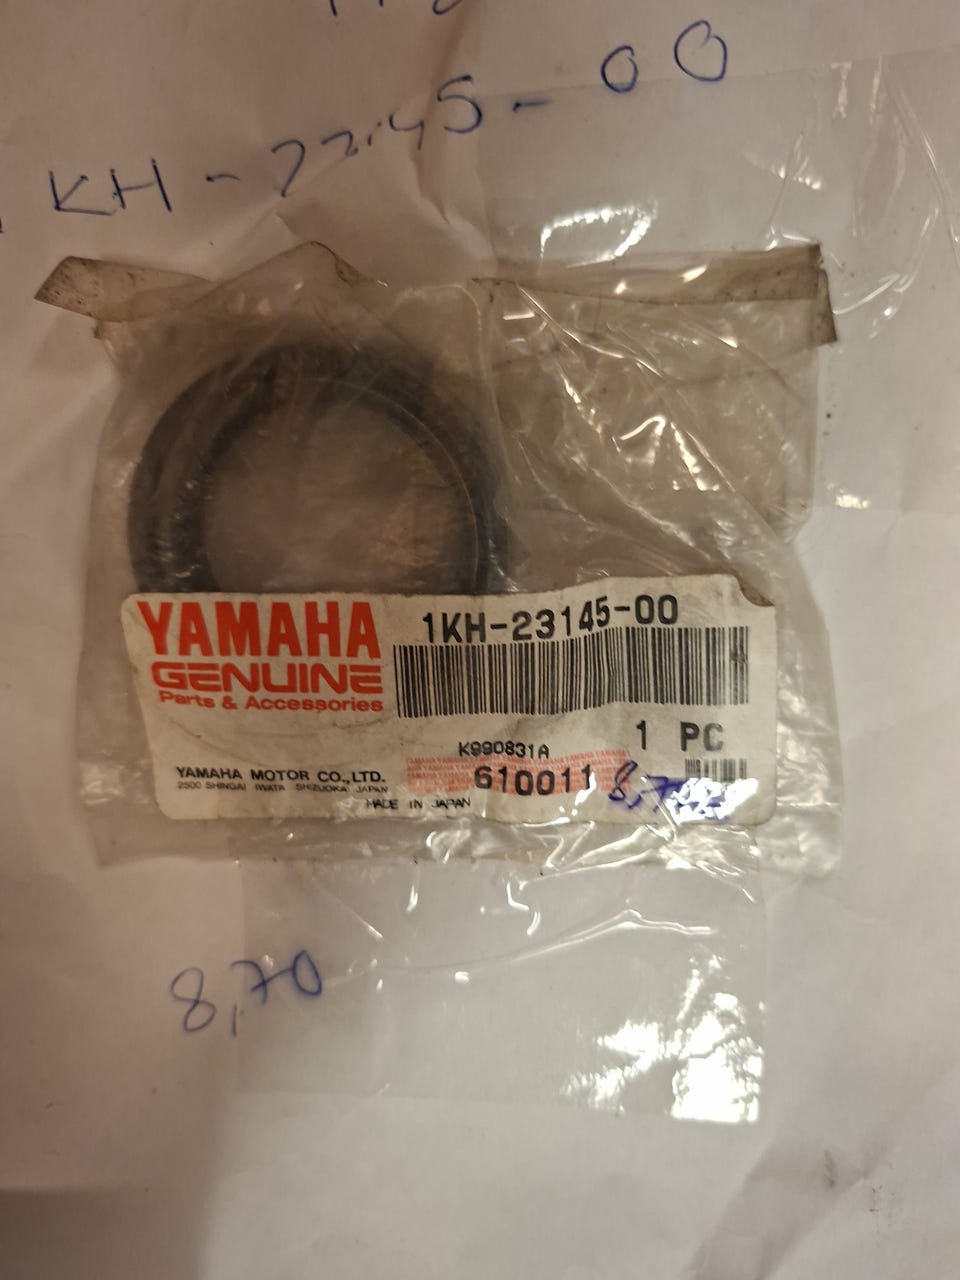 KH-23145-00
YAMAHA
GENUINE
Parts & Accessories
1KH-23145-00
1 PC
K990831A
YAMAHA MOTOR CO.,LTD.
2500 SHINGAI IWATA SHIZUOKA JAPAN
610011
MADE IN JAPAN
8,70